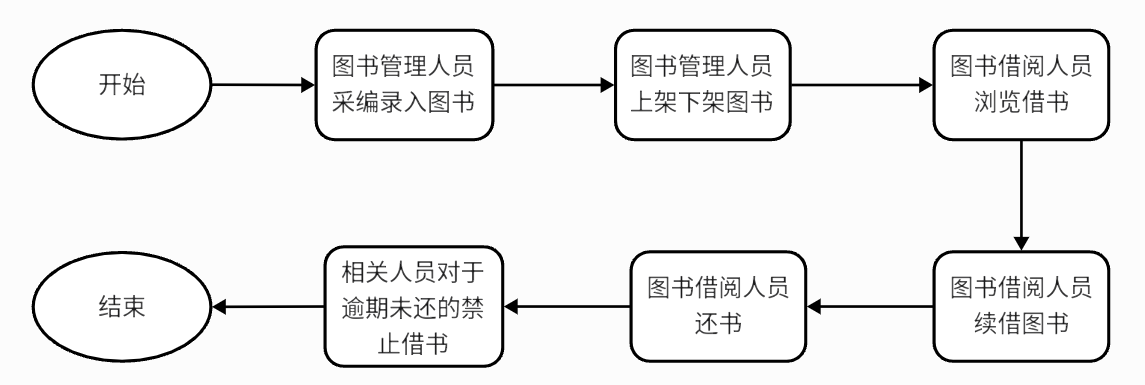 开始
图书管理人员
采编录入图书
图书管理人员
上架下架图书
图书借阅人员
浏览借书
图书借阅人员
续借图书
图书借阅人员
还书
相关人员对于
逾期未还的禁
止借书
结束